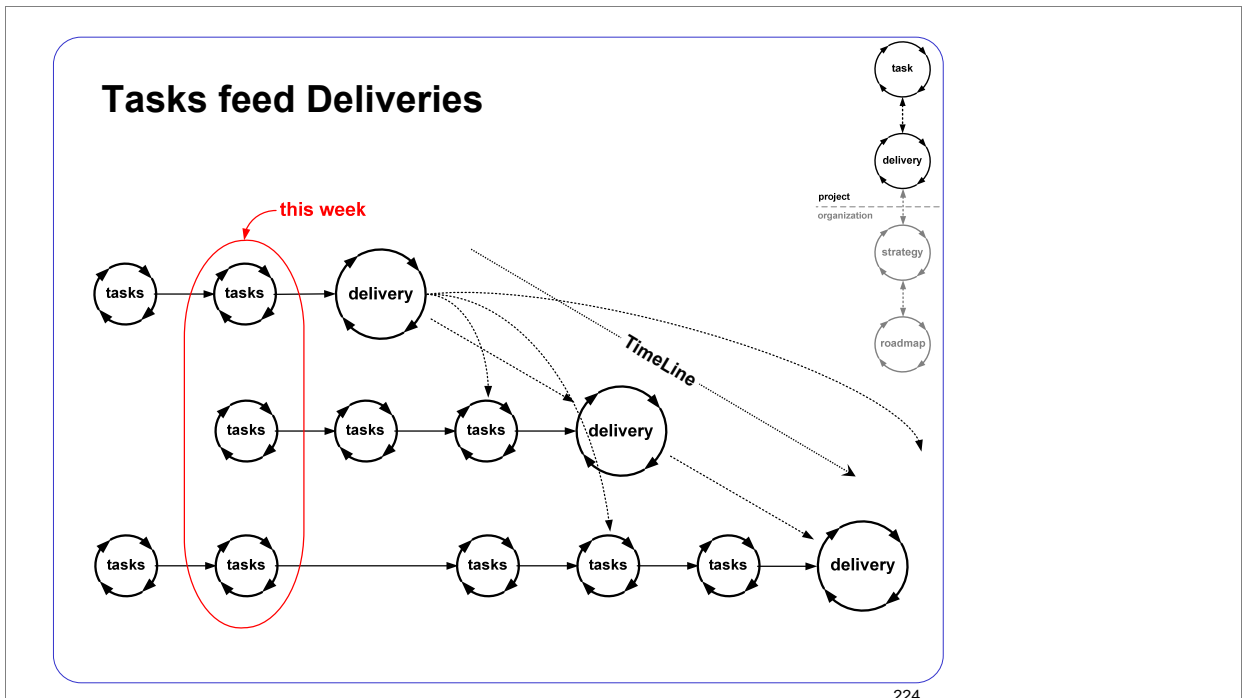 task
Tasks feed Deliveries
delivery
project
organization
this week
strategy
tasks
tasks
delivery
roadmap
TimeLine
tasks
tasks
tasks
delivery
tasks
tasks
tasks
tasks
tasks
delivery
224